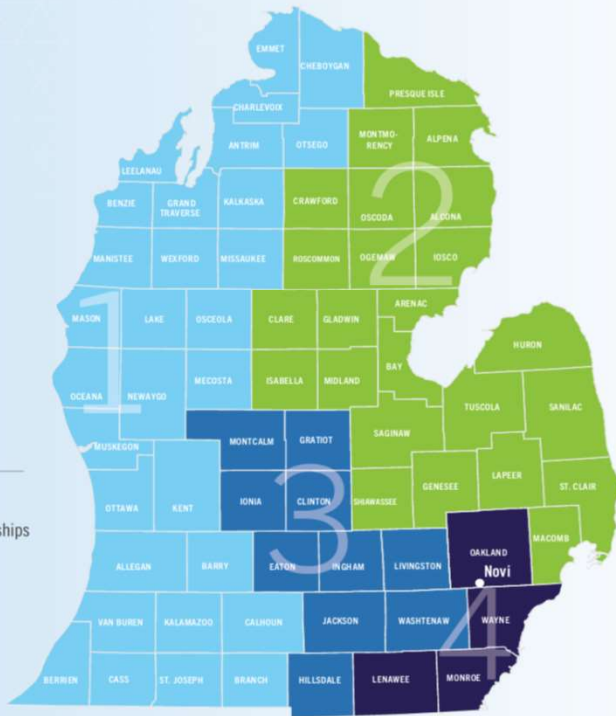 EMMET
CHEBOYGAN
PRESQUE ISLE
CHARLEVOIX
ANTRIM
OTSEGO
MONTMO-
RENCY
ALPENA
LEELANAU
BENZIE
GRAND
TRAVERSE
KALKASKA
CRAWFORD
OSCODA
ALCONA
2
MANISTEE
WEXFORD
MISSAUKEE
ROSCOMMON
OGEMAW
IOSCO
ARENAC
MASON
LAKE
OSCEOLA
CLARE
GLADWIN
HURON
1
BAY
OCEANA
NEWAYGO
MECOSTA
ISABELLA
MIDLAND
TUSCOLA
SANILAC
MUSKEGON
MONTCALM
GRATIOT
SAGINAW
OTTAWA
KENT
IONIA
CLINTON
SHIAWASSEE
GENESEE
LAPEER
ST. CLAIR
ships
3
ALLEGAN
BARRY
EATON
INGHAM
LIVINGSTON
OAKLAND
MACOMB
Novi
VAN BUREN
KALAMAZOO
CALHOUN
JACKSON
WASHTENAW
WAYNE
4
BERRIEN
CASS
ST. JOSEPH
BRANCH
HILLSDALE
LENAWEE
MONROE